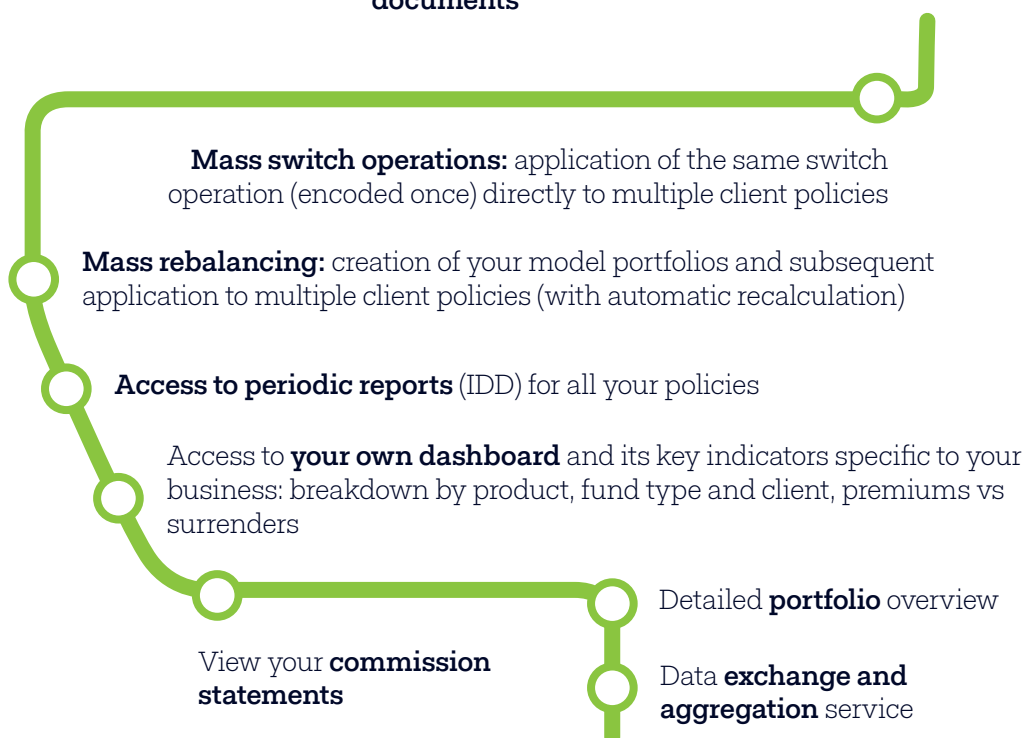 documents
Mass switch operations: application of the same switch
operation (encoded once) directly to multiple client policies
Mass rebalancing: creation of your model portfolios and subsequent
application to multiple client policies (with automatic recalculation)
Access to periodic reports (IDD) for all your policies
Access to your own dashboard and its key indicators specific to your
business: breakdown by product, fund type and client, premiums vs
surrenders
Detailed portfolio overview
View your commission
statements
Data exchange and
aggregation service